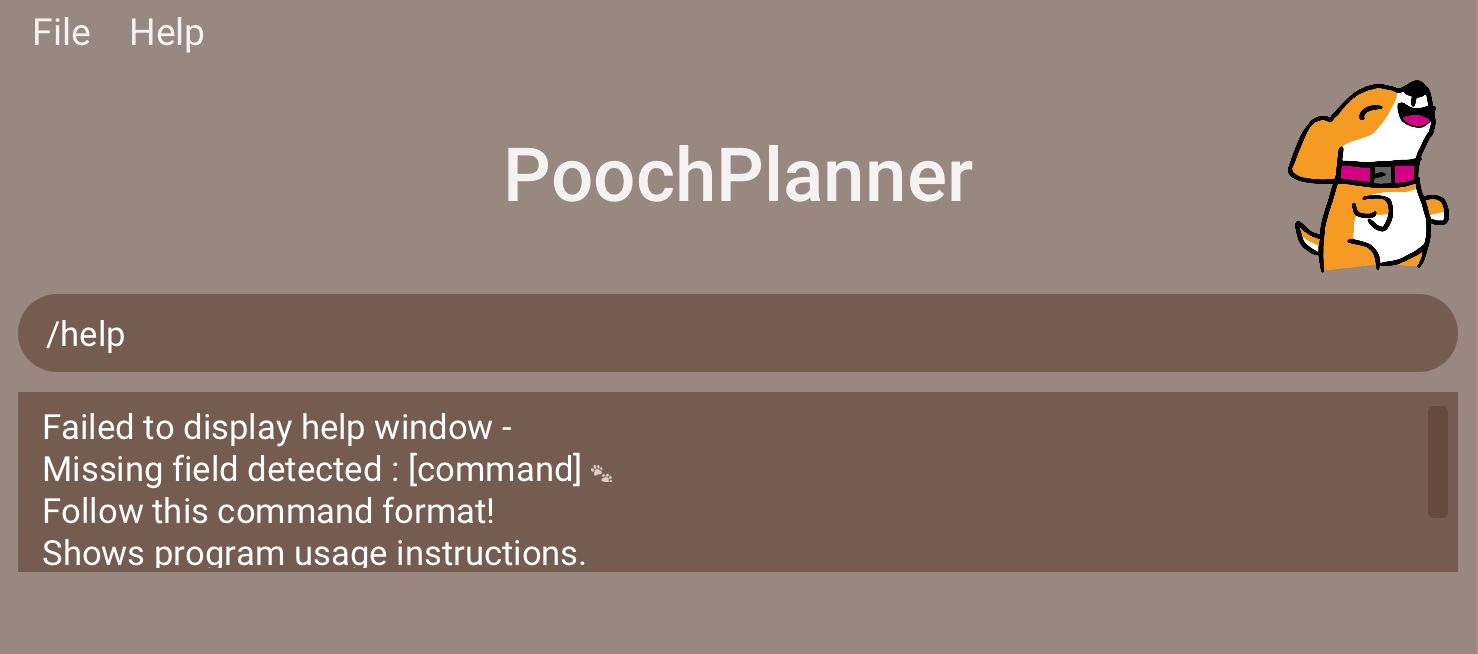 File Help
PoochPlanner
/help
Failed to display help window -
Missing field detected : [command] 🐾
Follow this command format!
Shows program usage instructions.